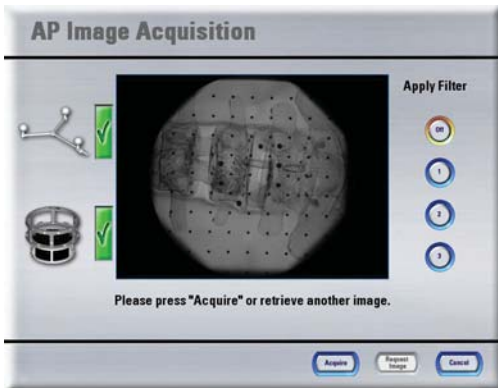 AP Image Acquisition
Apply Filter
Off
1
2
3
Please press "Acquire" or retrieve another image.
Acquire
Request
Image
Cancel